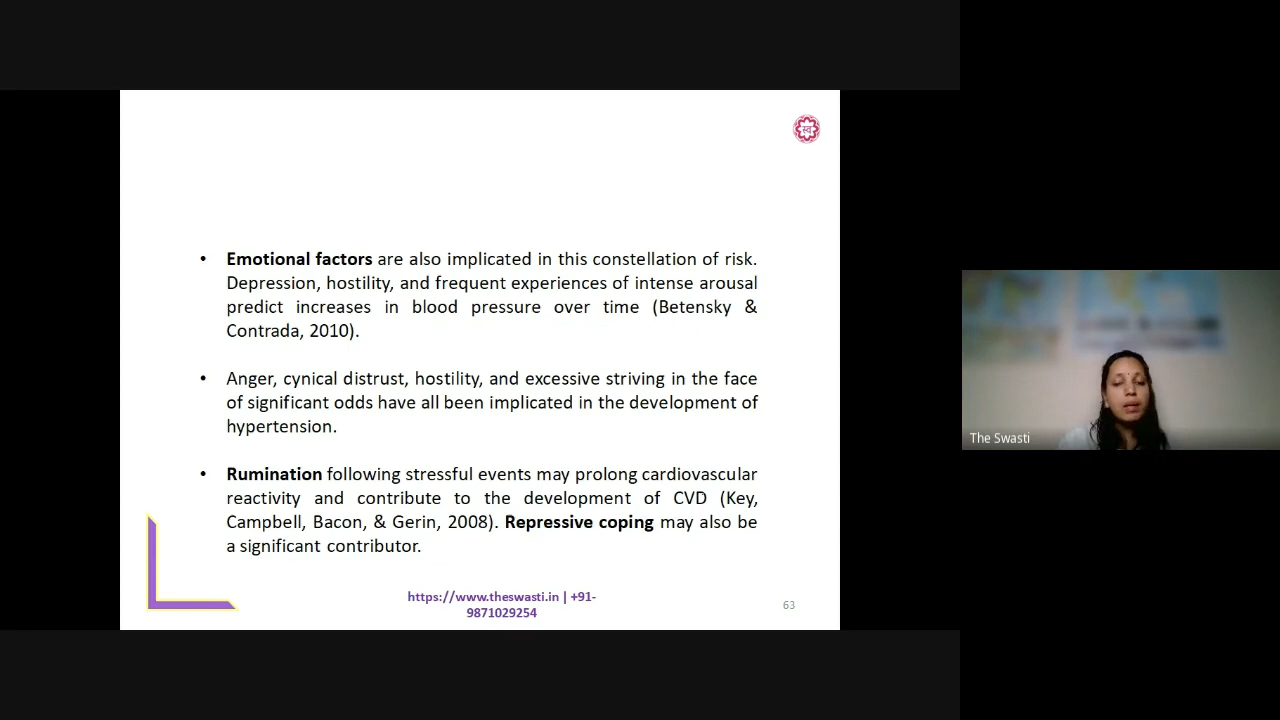 स्व
• Emotional factors are also implicated in this constellation of risk.
Depression, hostility, and frequent experiences of intense arousal
predict increases in blood pressure over time (Betensky &
Contrada, 2010).
• Anger, cynical distrust, hostility, and excessive striving in the face
of significant odds have all been implicated in the development of
hypertension.
• Rumination following stressful events may prolong cardiovascular
reactivity and contribute to the development of CVD (Key,
Campbell, Bacon, & Gerin, 2008). Repressive coping may also be
a significant contributor.
https://www.theswasti.in | +91-
9871029254
63
The Swasti